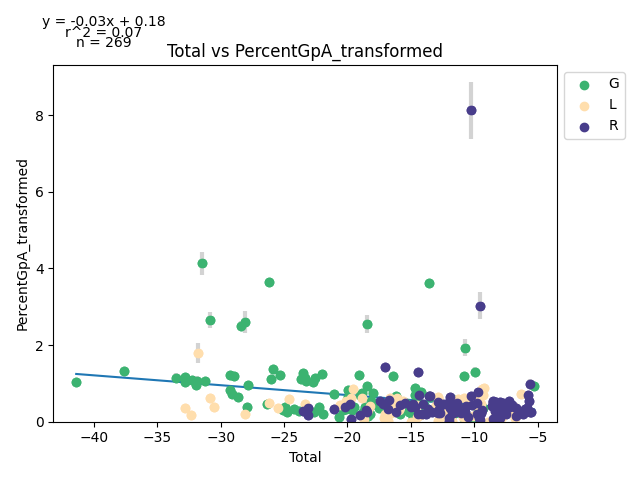 y = -0.03x + 0.18
r^2 = 0.07
n = 269
Total vs PercentGpA_transformed
G
L
R
PercentGpA_transformed
8
6
4
2
0
−40 −35 −30 −25 −20 −15 −10 −5
Total